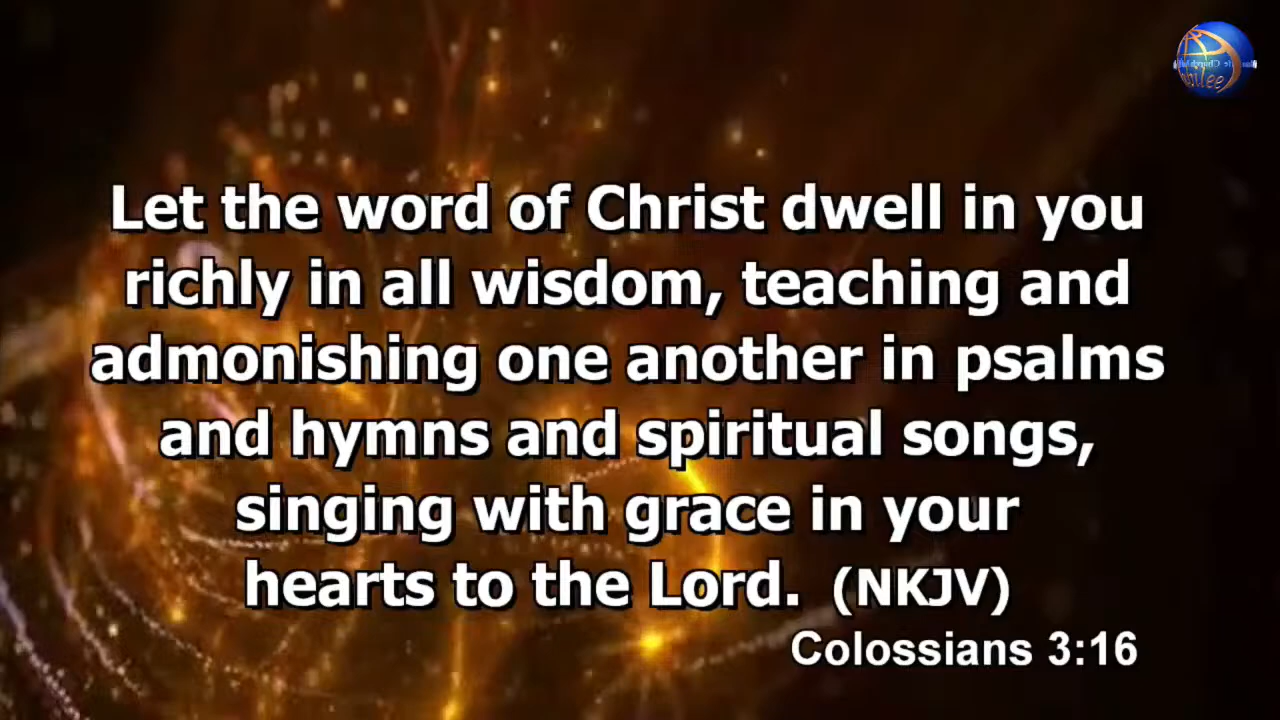 Let the word of Christ dwell in you
richly in all wisdom, teaching and
admonishing one another in psalms
and hymns and spiritual songs,
singing with grace in your
hearts to the Lord. (NKJV)
Colossians 3:16